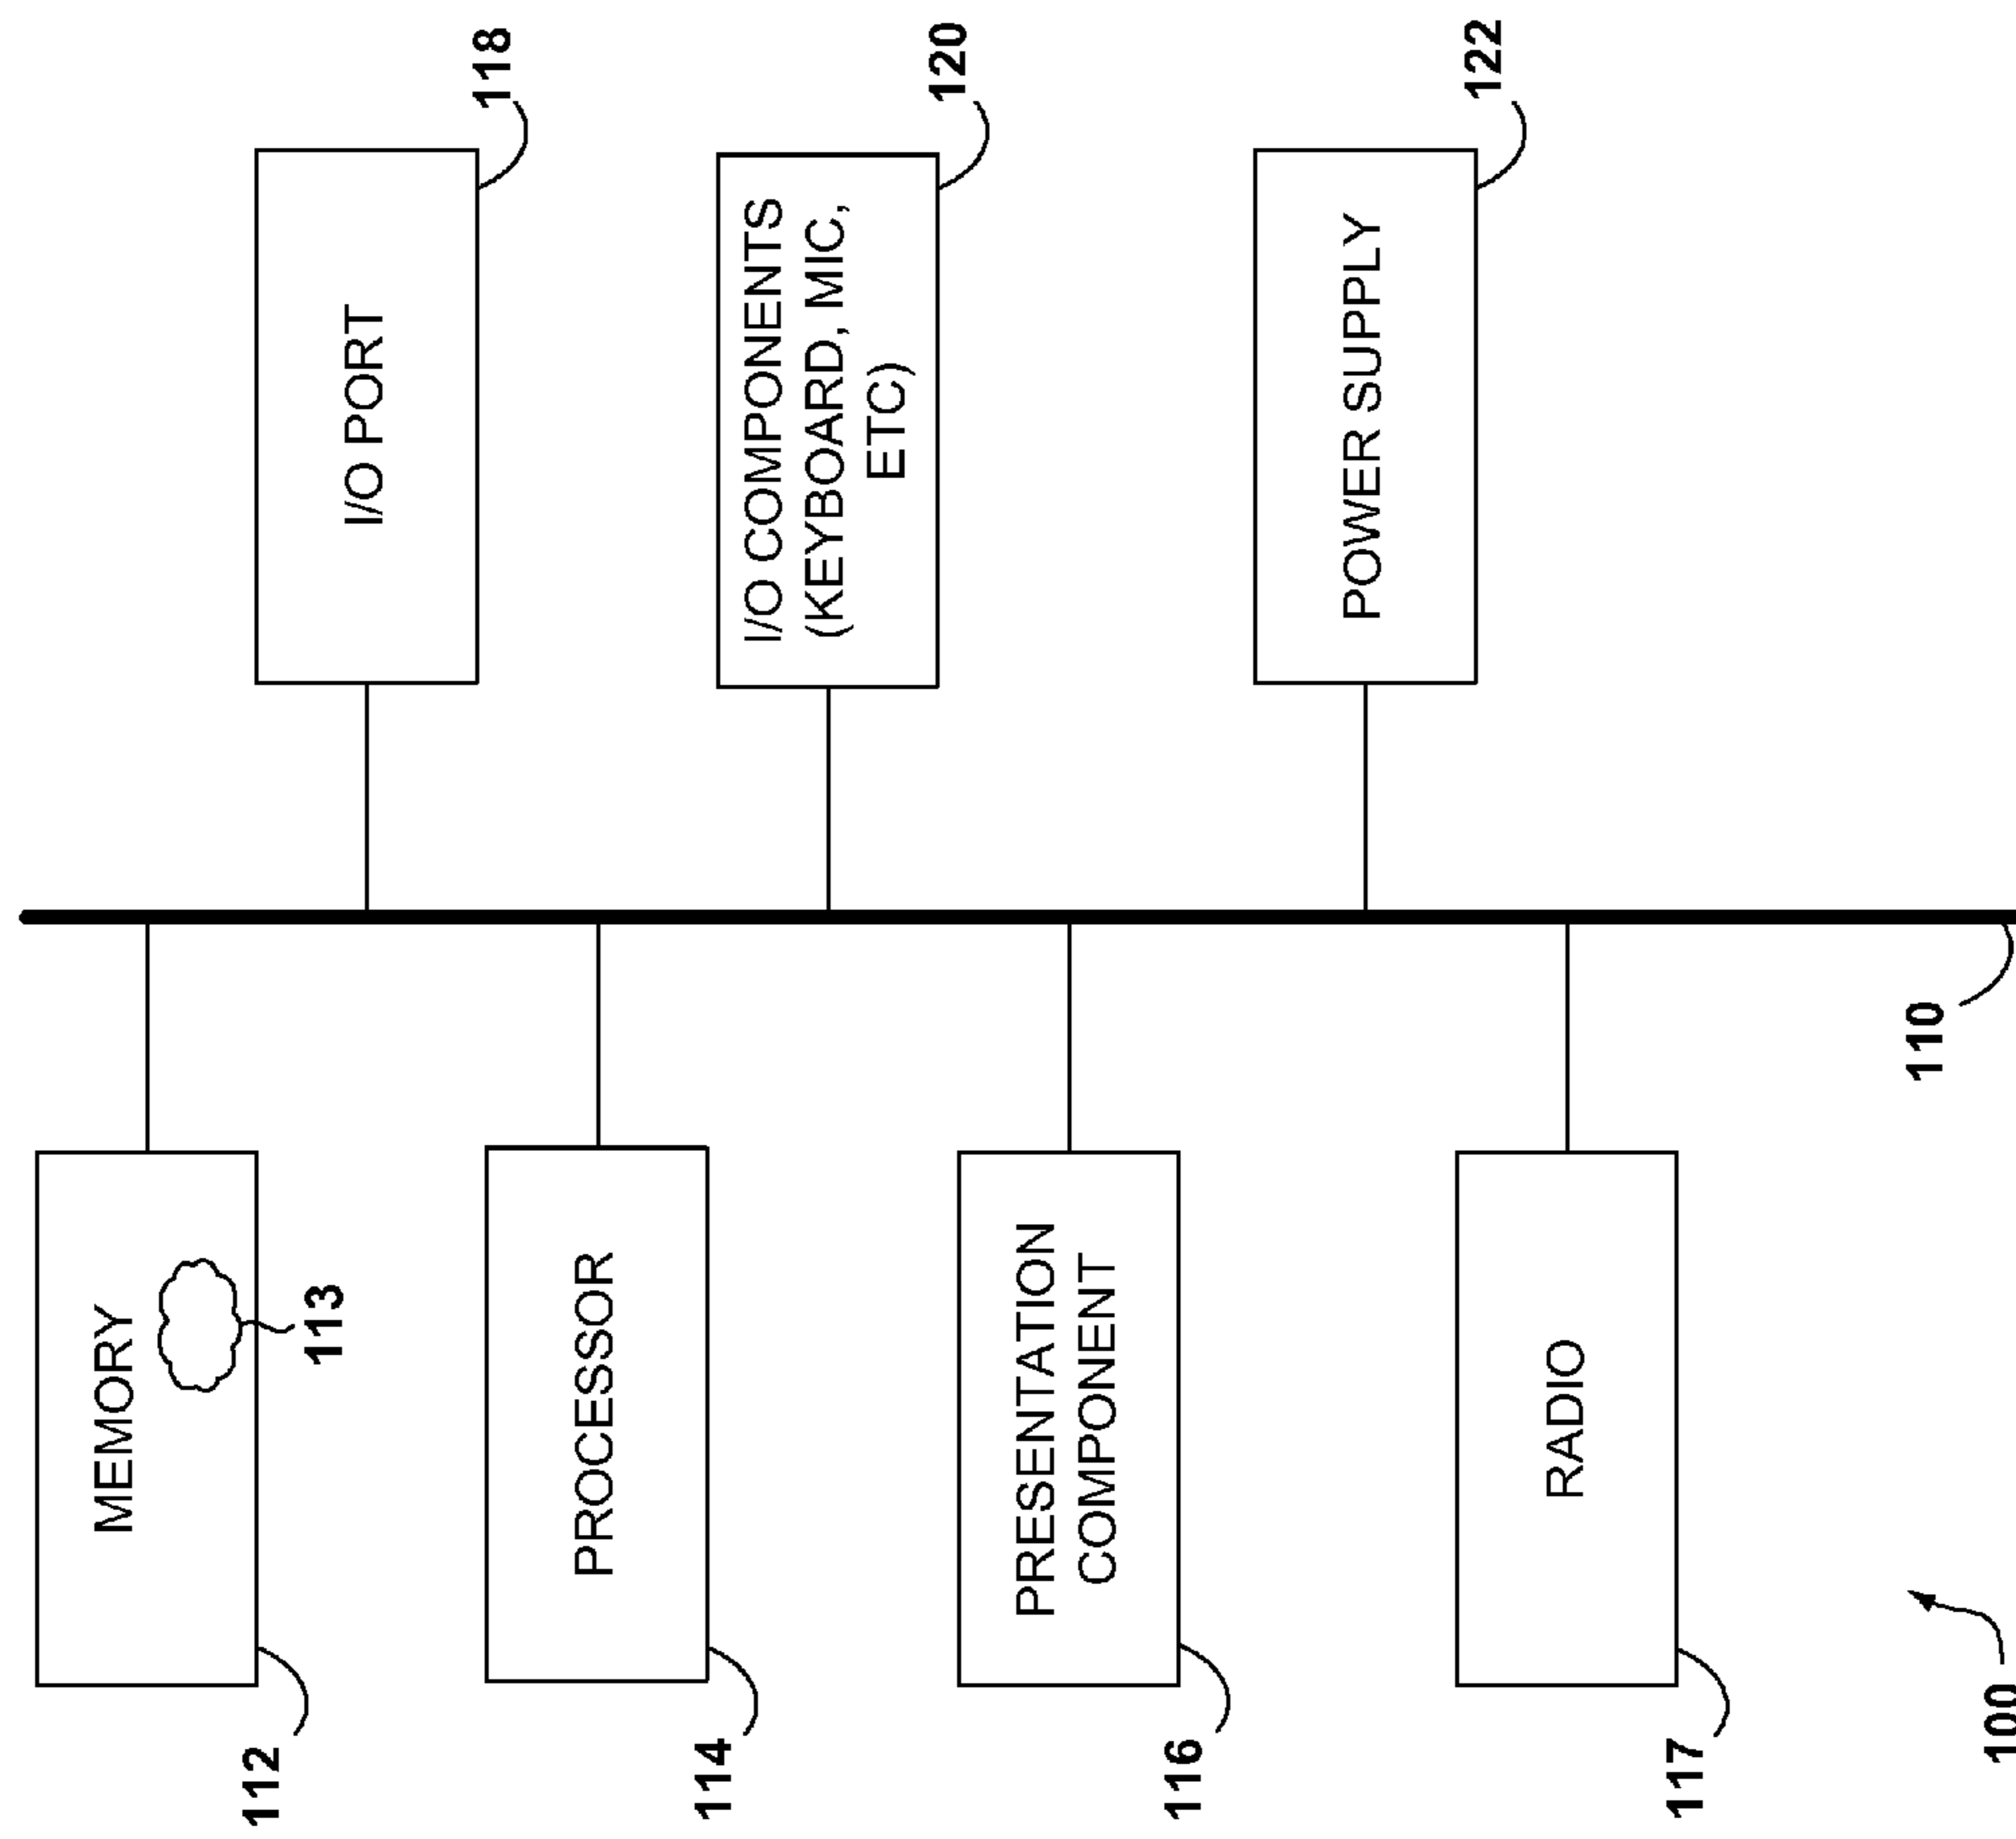 MEMORY
113
112
PROCESSOR
114
PRESENTATION
COMPONENT
116
RADIO
117
I/O PORT
118
I/O COMPONENTS
(KEYBOARD, MIC,
ETC)
120
POWER SUPPLY
122
110
100